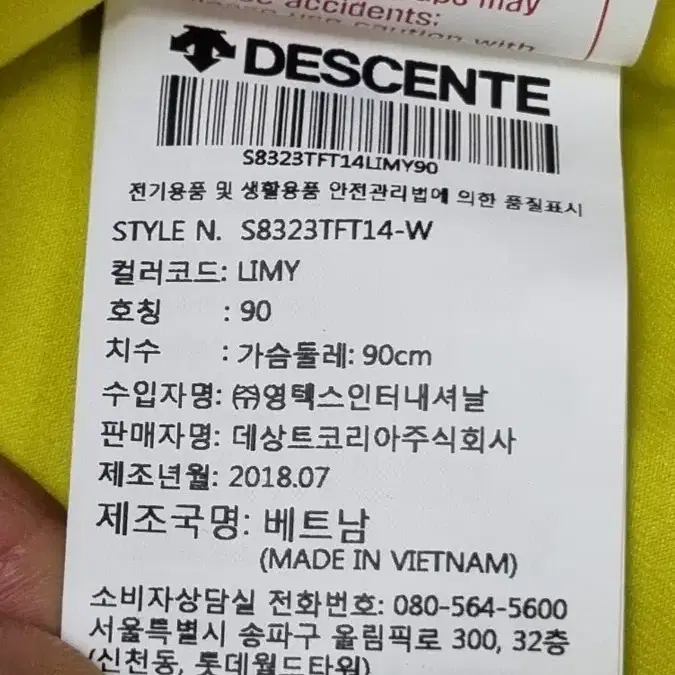 may
accidents:
DESCENTE
S8323TFT14LIMY90
전기용품 및 생활용품 안전관리법에 의한 품질표시
STYLE N. S8323TFT14-W
컬러코드: LIMY
호칭 : 90
치수 : 가슴둘레: 90cm
수입자명: ㈜영텍스인터내셔날
판매자명: 데상트코리아주식회사
제조년월: 2018.07
제조국명: 베트남
(MADE IN VIETNAM)
소비자상담실 전화번호: 080-564-5600
서울특별시 송파구 올림픽로 300, 32층
(신천동, 롯데월드타워)